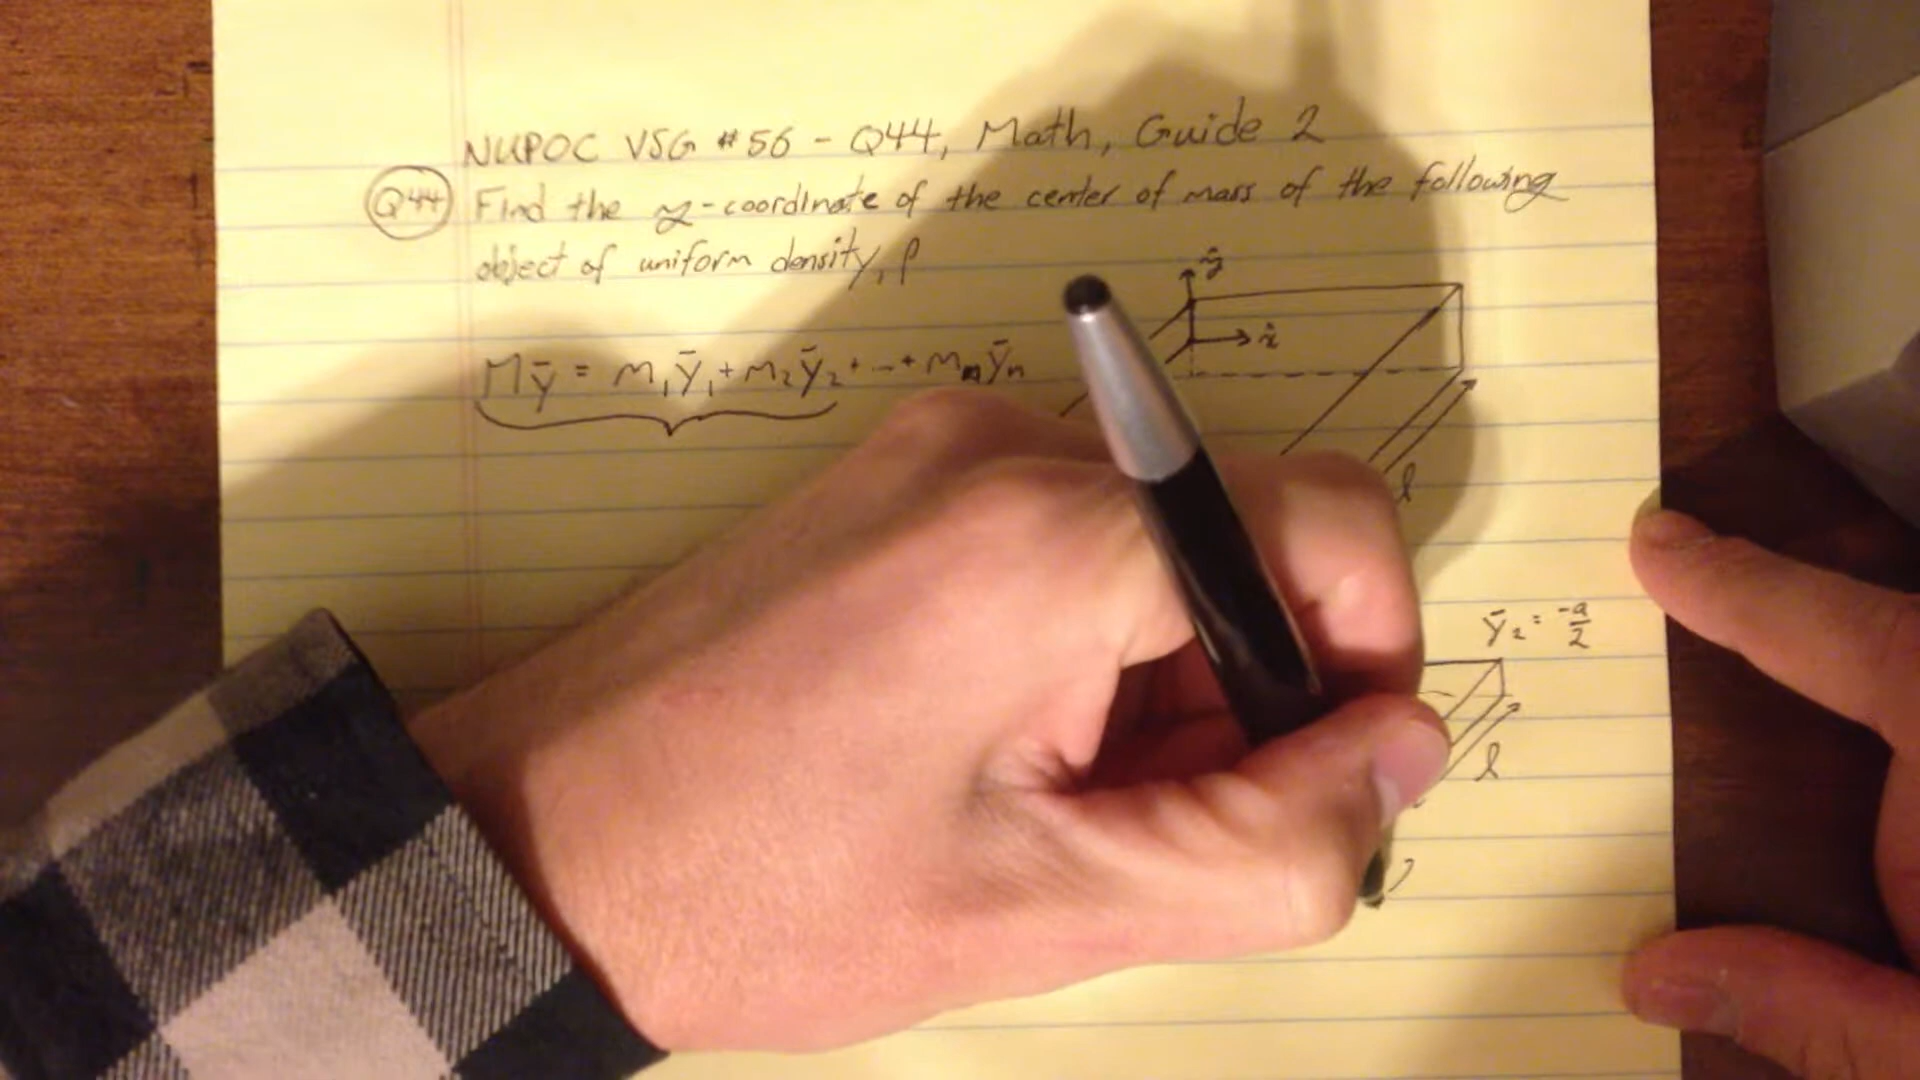 NUPOC VSG #56 - Q44, Math, Guide 2
Q44 Find the y-coordinate of the center of mass of the following
object of uniform density, ρ
ŷ
x̂
Mȳ = m₁ȳ₁ + m₂ȳ₂ + ... + mₙȳₙ
l
ȳ₂ = -a/2
l